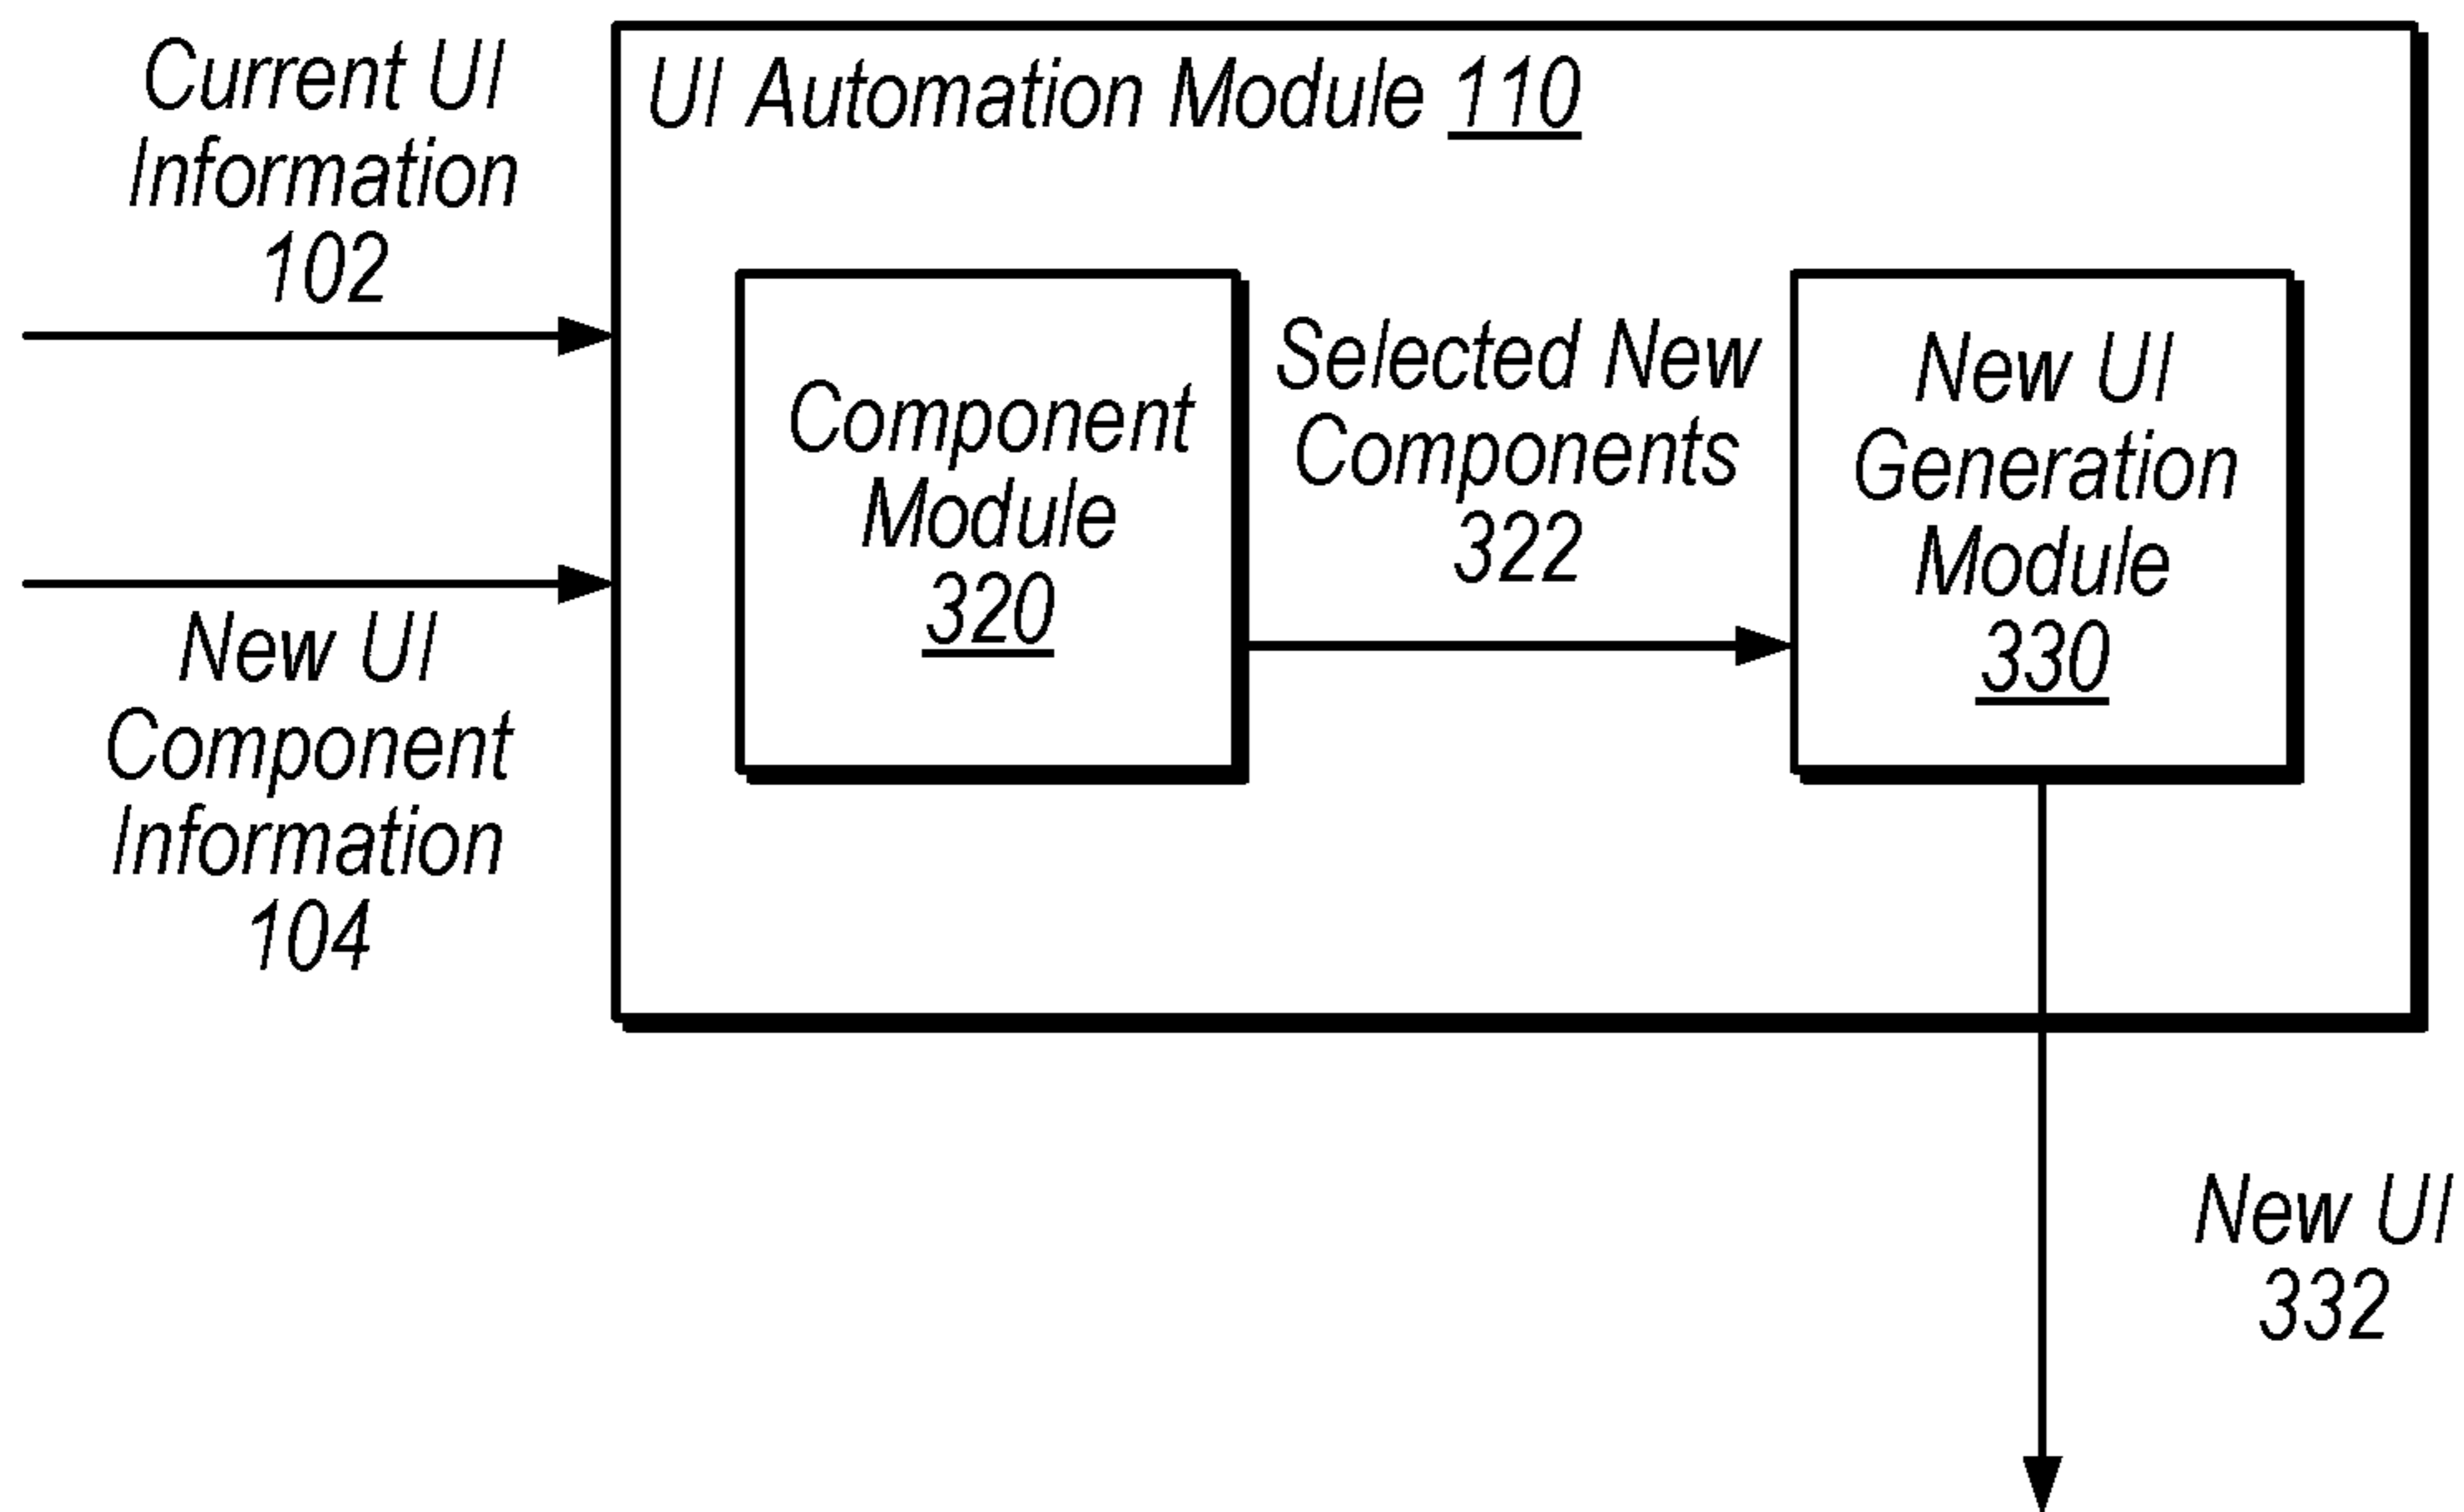 Current UI
Information
102
UI Automation Module 110
Component
Module
320
Selected New
Components
322
New UI
Generation
Module
330
New UI
Component
Information
104
New UI
332